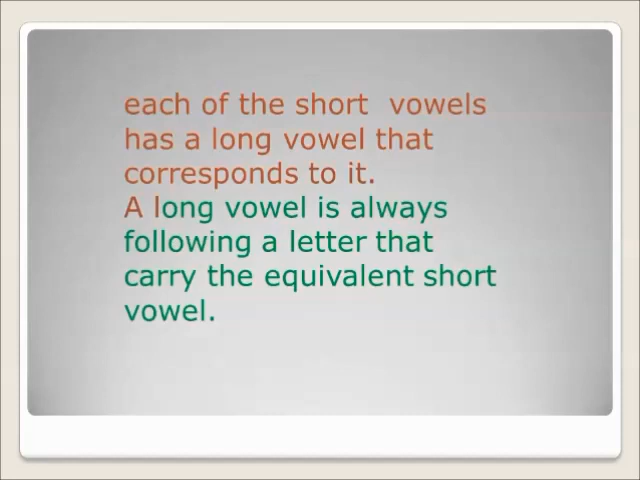 each of the short  vowels
has a long vowel that
corresponds to it.
A long vowel is always
following a letter that
carry the equivalent short
vowel.